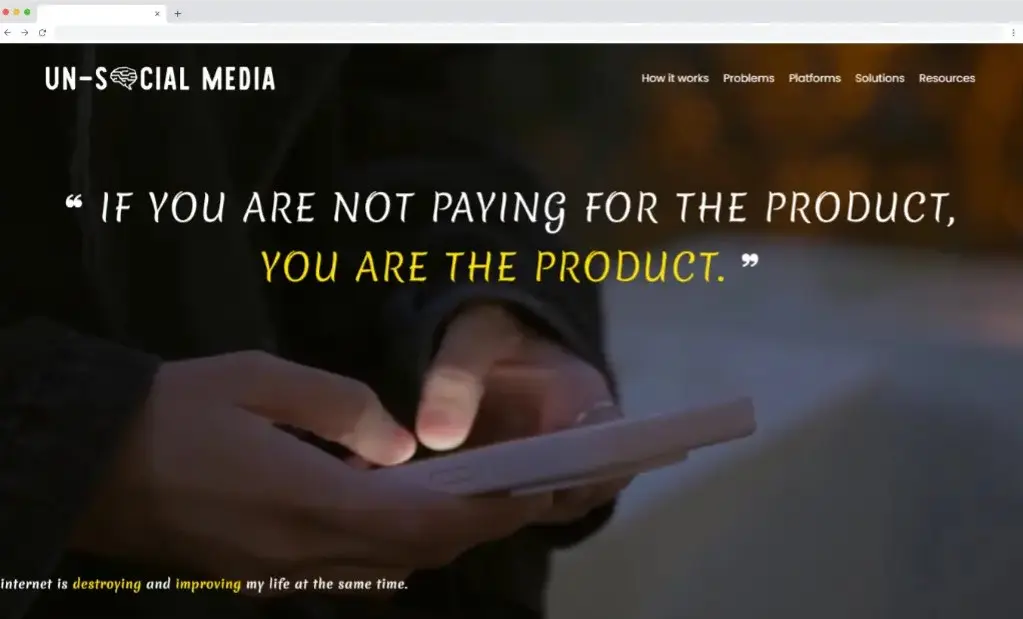 UN-SOCIAL MEDIA
How it works Problems Platforms Solutions Resources
“ IF YOU ARE NOT PAYING FOR THE PRODUCT,
YOU ARE THE PRODUCT. ”
internet is destroying and improving my life at the same time.